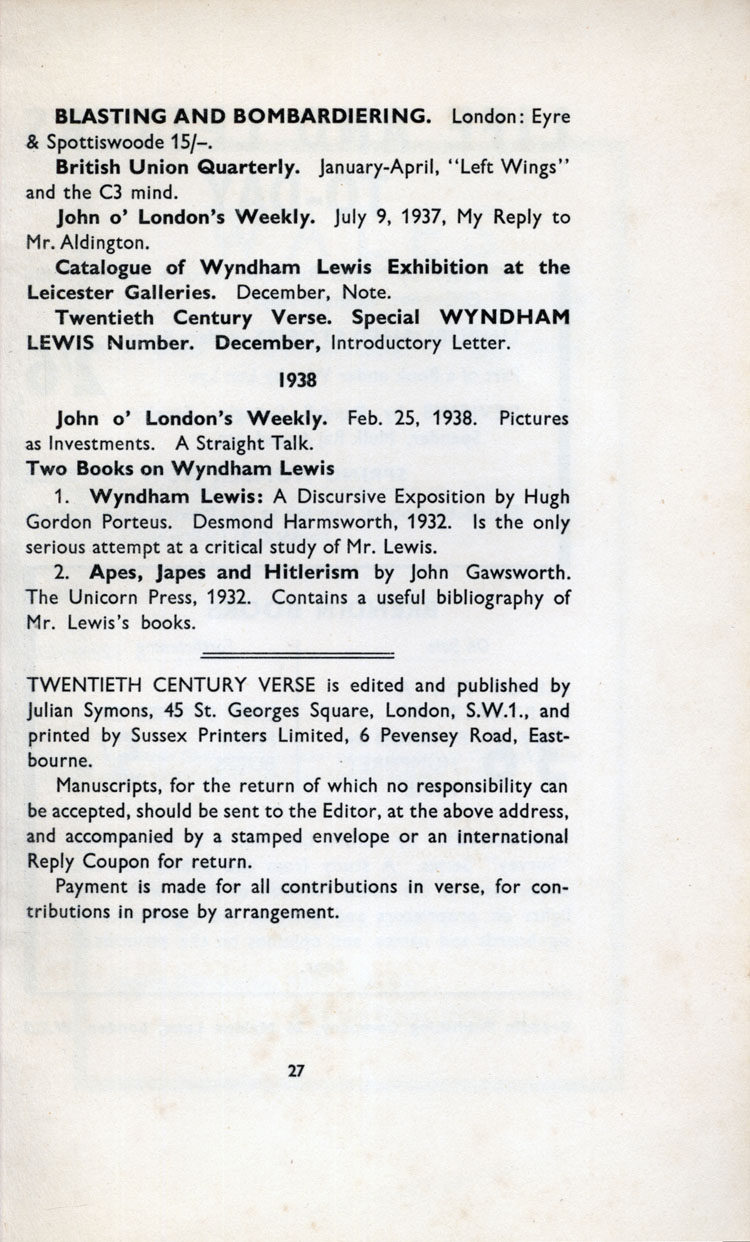 BLASTING AND BOMBARDIERING. London: Eyre
& Spottiswoode 15/-.
British Union Quarterly. January-April, "Left Wings"
and the C3 mind.
John o' London's Weekly. July 9, 1937, My Reply to
Mr. Aldington.
Catalogue of Wyndham Lewis Exhibition at the
Leicester Galleries. December, Note.
Twentieth Century Verse. Special WYNDHAM
LEWIS Number. December, Introductory Letter.
1938
John o' London's Weekly. Feb. 25, 1938. Pictures
as Investments. A Straight Talk.
Two Books on Wyndham Lewis
1. Wyndham Lewis: A Discursive Exposition by Hugh
Gordon Porteus. Desmond Harmsworth, 1932. Is the only
serious attempt at a critical study of Mr. Lewis.
2. Apes, Japes and Hitlerism by John Gawsworth.
The Unicorn Press, 1932. Contains a useful bibliography of
Mr. Lewis's books.
TWENTIETH CENTURY VERSE is edited and published by
Julian Symons, 45 St. Georges Square, London, S.W.1., and
printed by Sussex Printers Limited, 6 Pevensey Road, East-
bourne.
Manuscripts, for the return of which no responsibility can
be accepted, should be sent to the Editor, at the above address,
and accompanied by a stamped envelope or an international
Reply Coupon for return.
Payment is made for all contributions in verse, for con-
tributions in prose by arrangement.
27